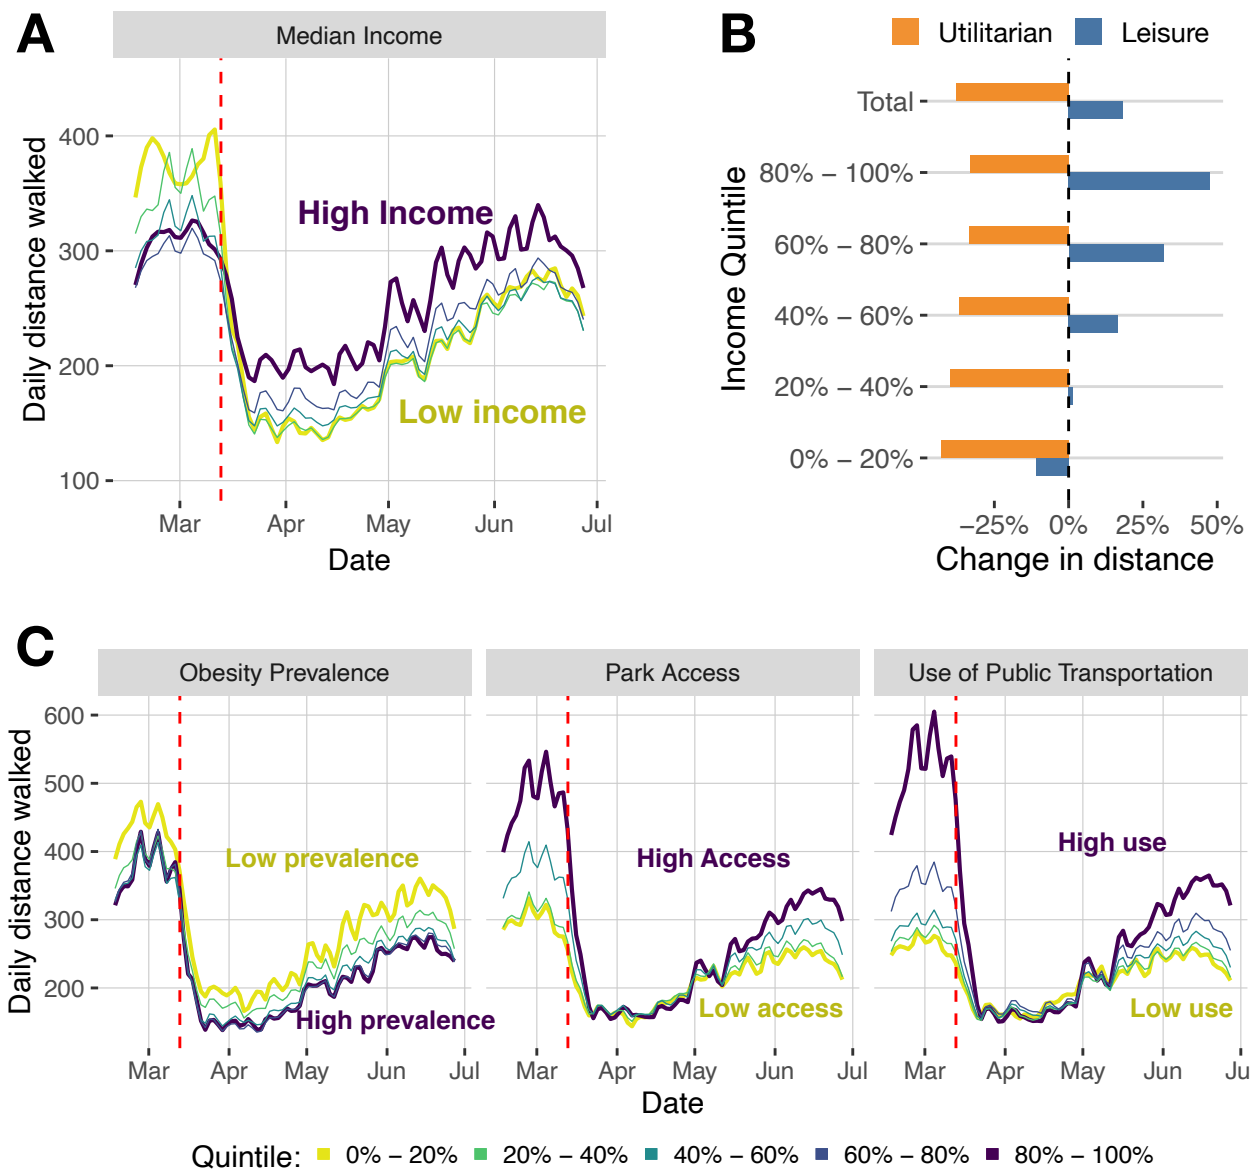 A
Median Income
Daily distance walked
400
300
200
100
High Income
Low income
Mar Apr May Jun Jul
Date
B
Utilitarian Leisure
Income Quintile
Total
80% − 100%
60% − 80%
40% − 60%
20% − 40%
0% − 20%
−25% 0% 25% 50%
Change in distance
C
Obesity Prevalence Park Access Use of Public Transportation
Daily distance walked
600
500
400
300
200
Low prevalence
High prevalence
High Access
Low access
High use
Low use
Mar Apr May Jun Jul Mar Apr May Jun Jul Mar Apr May Jun Ju
Date
Quintile: 0% − 20% 20% − 40% 40% − 60% 60% − 80% 80% − 100%